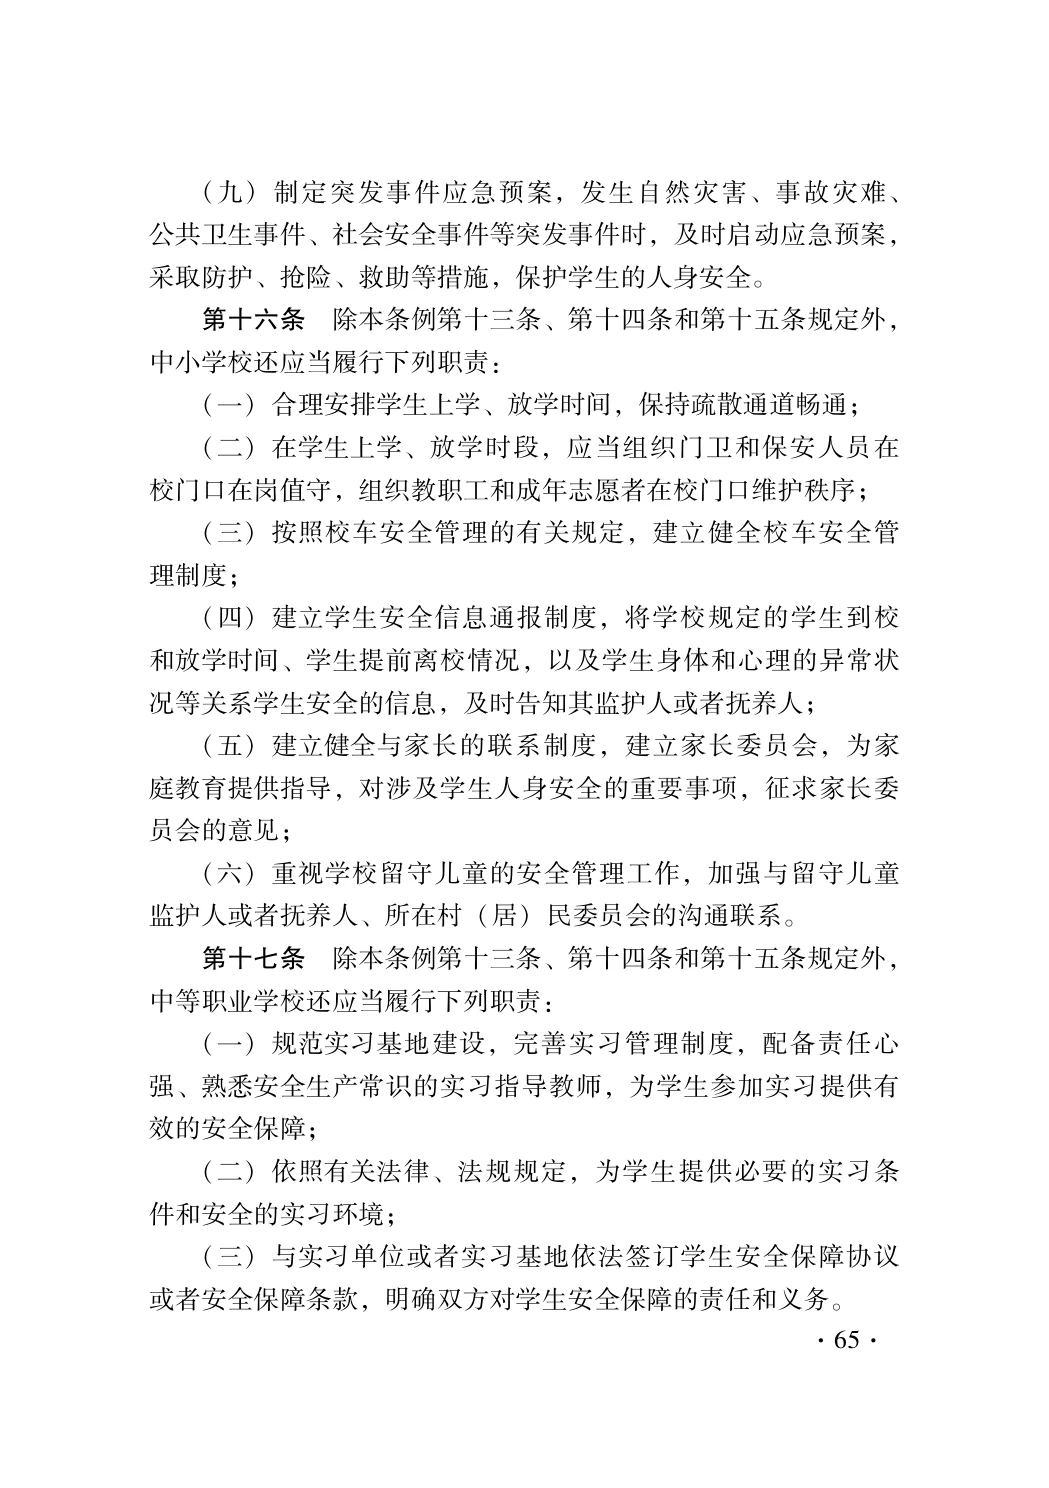 （九）制定突发事件应急预案，发生自然灾害、事故灾难、
公共卫生事件、社会安全事件等突发事件时，及时启动应急预案，
采取防护、抢险、救助等措施，保护学生的人身安全。
第十六条　除本条例第十三条、第十四条和第十五条规定外，
中小学校还应当履行下列职责：
（一）合理安排学生上学、放学时间，保持疏散通道畅通；
（二）在学生上学、放学时段，应当组织门卫和保安人员在
校门口在岗值守，组织教职工和成年志愿者在校门口维护秩序；
（三）按照校车安全管理的有关规定，建立健全校车安全管
理制度；
（四）建立学生安全信息通报制度，将学校规定的学生到校
和放学时间、学生提前离校情况，以及学生身体和心理的异常状
况等关系学生安全的信息，及时告知其监护人或者抚养人；
（五）建立健全与家长的联系制度，建立家长委员会，为家
庭教育提供指导，对涉及学生人身安全的重要事项，征求家长委
员会的意见；
（六）重视学校留守儿童的安全管理工作，加强与留守儿童
监护人或者抚养人、所在村（居）民委员会的沟通联系。
第十七条　除本条例第十三条、第十四条和第十五条规定外，
中等职业学校还应当履行下列职责：
（一）规范实习基地建设，完善实习管理制度，配备责任心
强、熟悉安全生产常识的实习指导教师，为学生参加实习提供有
效的安全保障；
（二）依照有关法律、法规规定，为学生提供必要的实习条
件和安全的实习环境；
（三）与实习单位或者实习基地依法签订学生安全保障协议
或者安全保障条款，明确双方对学生安全保障的责任和义务。
·65·